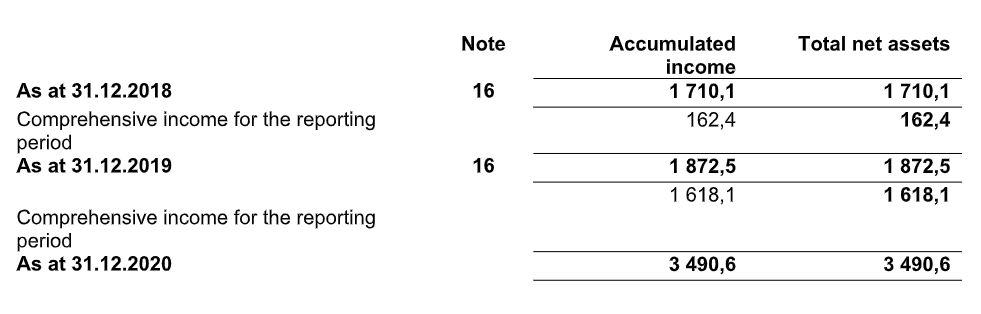 Note Accumulated Total net assets
income
As at 31.12.2018 16 1 710,1 1 710,1
Comprehensive income for the reporting 162,4 162,4
period
As at 31.12.2019 16 1 872,5 1 872,5
1 618,1 1 618,1
Comprehensive income for the reporting
period
As at 31.12.2020 3 490,6 3 490,6